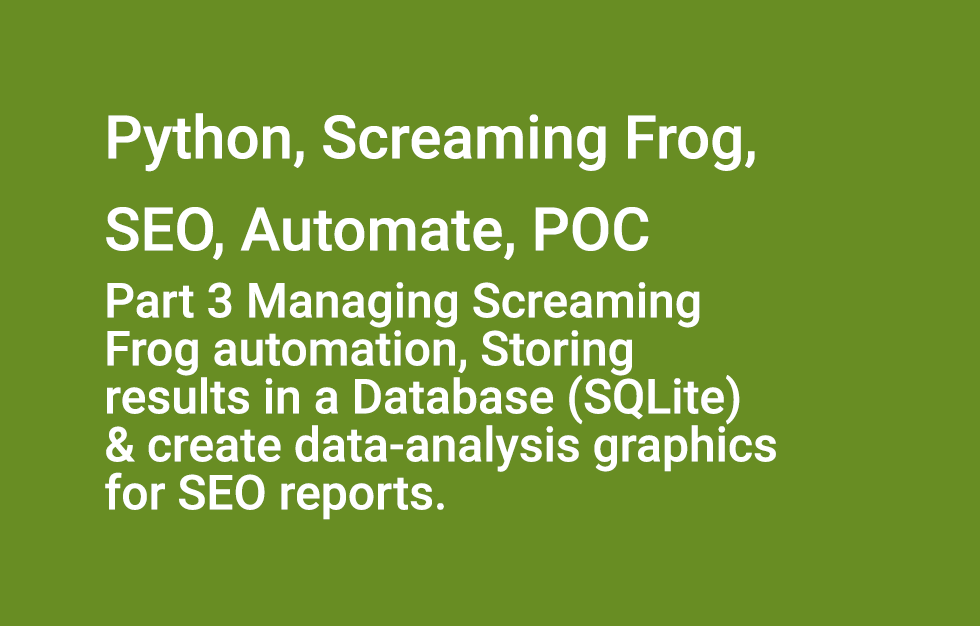 Python, Screaming Frog,
SEO, Automate, POC
Part 3 Managing Screaming
Frog automation, Storing
results in a Database (SQLite)
& create data-analysis graphics
for SEO reports.